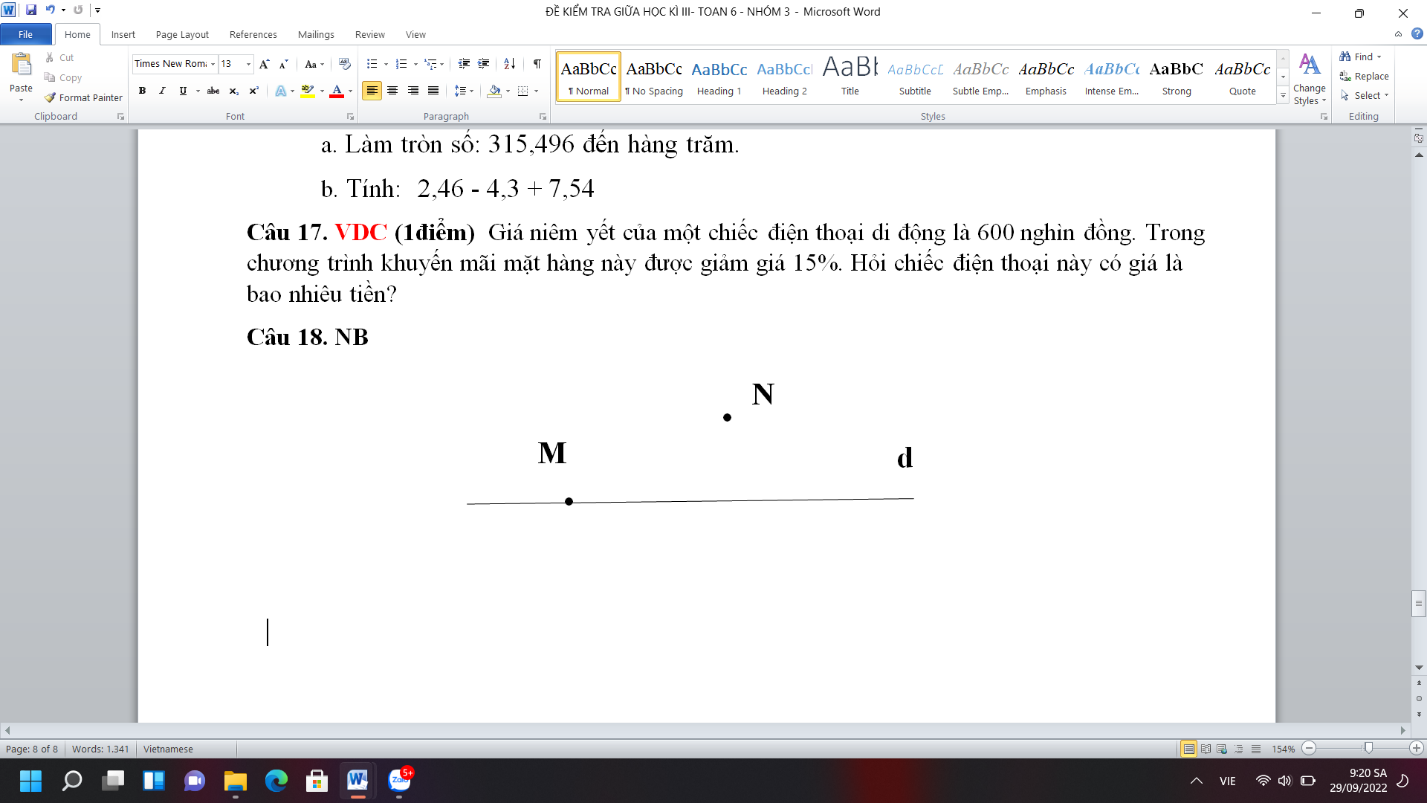 ĐỀ KIỂM TRA GIỮA HỌC KÌ III- TOAN 6 - NHÓM 3 - Microsoft Word
File Home Insert Page Layout References Mailings Review View
Paste
Cut
Copy
Format Painter
Clipboard
Times New Roma 13
B I U abc x₂ x²
Font
Paragraph
AaBbCc AaBbCc AaBbCc AaBbCc AaBb AaBbCcD AaBbCc AaBbCc AaBbCc AaBbC AaBbCc
¶ Normal ¶ No Spacing Heading 1 Heading 2 Title Subtitle Subtle Emp... Emphasis Intense Em... Strong Quote
Styles
Change Styles
Find
Replace
Select
Editing
a. Làm tròn số: 315,496 đến hàng trăm.
b. Tính: 2,46 - 4,3 + 7,54
Câu 17. VDC (1điểm) Giá niêm yết của một chiếc điện thoại di động là 600 nghìn đồng. Trong
chương trình khuyến mãi mặt hàng này được giảm giá 15%. Hỏi chiếc điện thoại này có giá là
bao nhiêu tiền?
Câu 18. NB
N
M
d
Page: 8 of 8 Words: 1.341 Vietnamese 154%
Zalo 5+
VIE
9:20 SA
29/09/2022